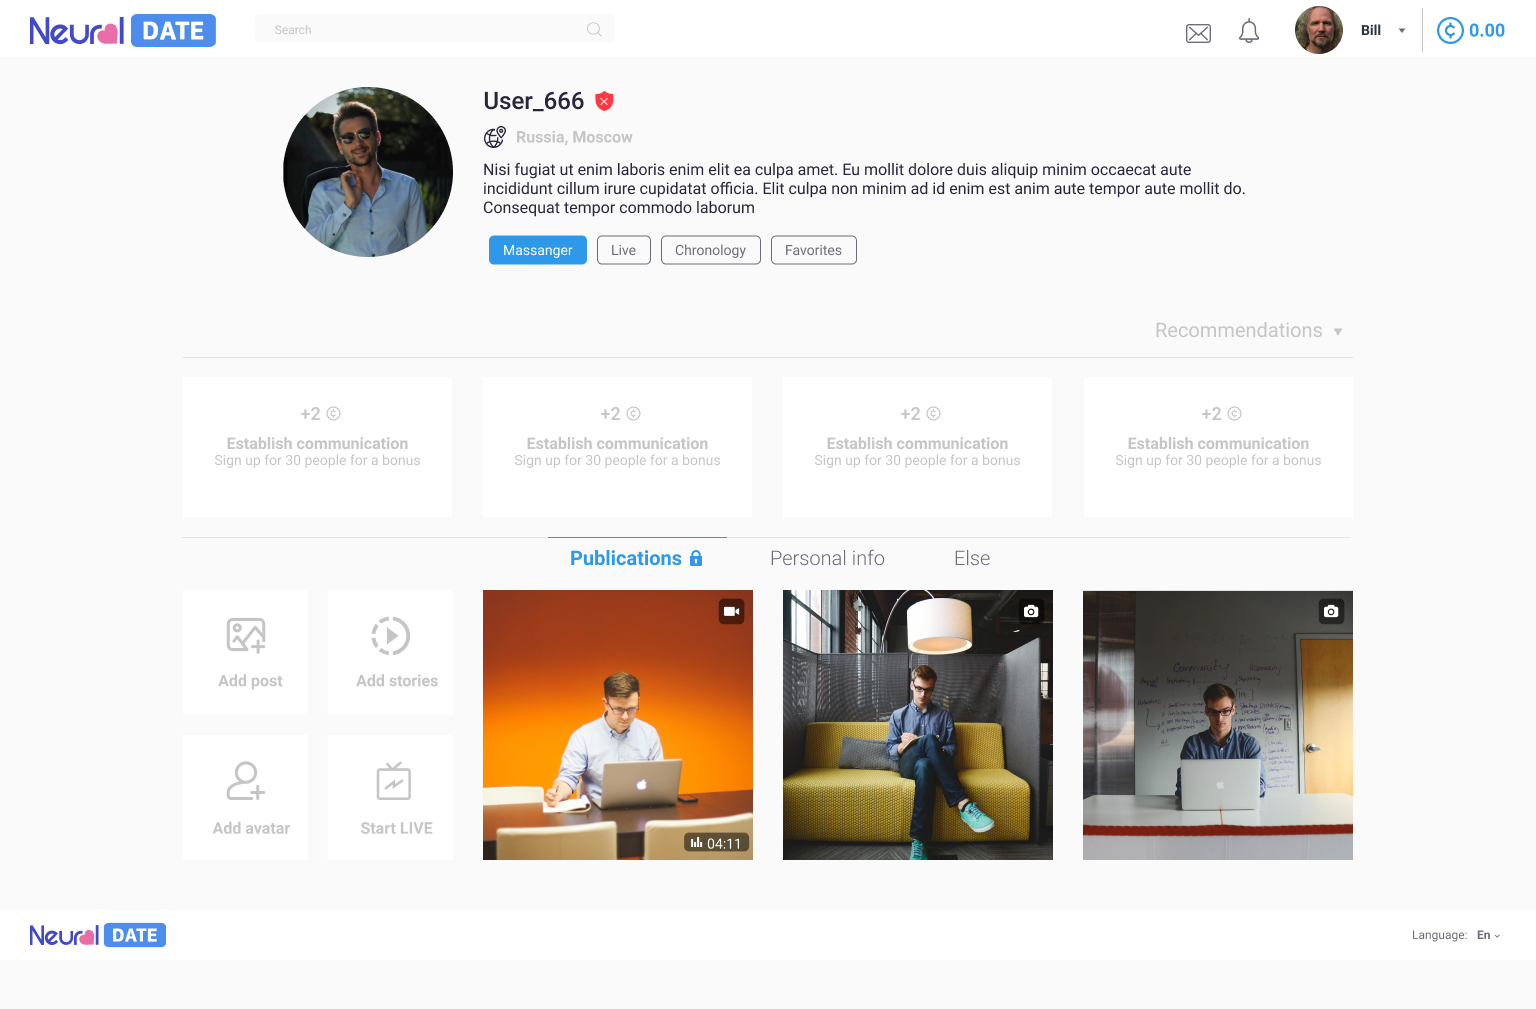 Neural DATE
Search
Bill
0.00
User_666
Russia, Moscow
Nisi fugiat ut enim laboris enim elit ea culpa amet. Eu mollit dolore duis aliquip minim occaecat aute
incididunt cillum irure cupidatat officia. Elit culpa non minim ad id enim est anim aute tempor aute mollit do.
Consequat tempor commodo laborum
Massanger
Live
Chronology
Favorites
Recommendations
+2
Establish communication
Sign up for 30 people for a bonus
+2
Establish communication
Sign up for 30 people for a bonus
+2
Establish communication
Sign up for 30 people for a bonus
+2
Establish communication
Sign up for 30 people for a bonus
Publications
Personal info
Else
Add post
Add stories
Add avatar
Start LIVE
04:11
Community
Neural DATE
Language: En